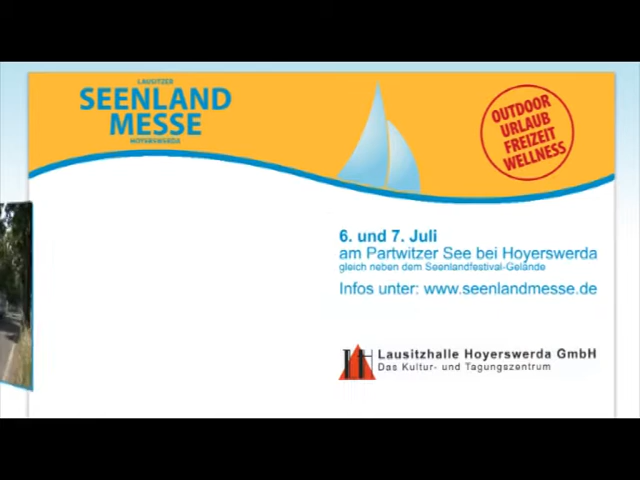 LAUSITZER
SEENLAND
MESSE
HOYERSWERDA
OUTDOOR
URLAUB
FREIZEIT
WELLNESS
6. und 7. Juli
am Partwitzer See bei Hoyerswerda
gleich neben dem Seenlandfestival-Gelände
Infos unter: www.seenlandmesse.de
LH
Lausitzhalle Hoyerswerda GmbH
Das Kultur- und Tagungszentrum